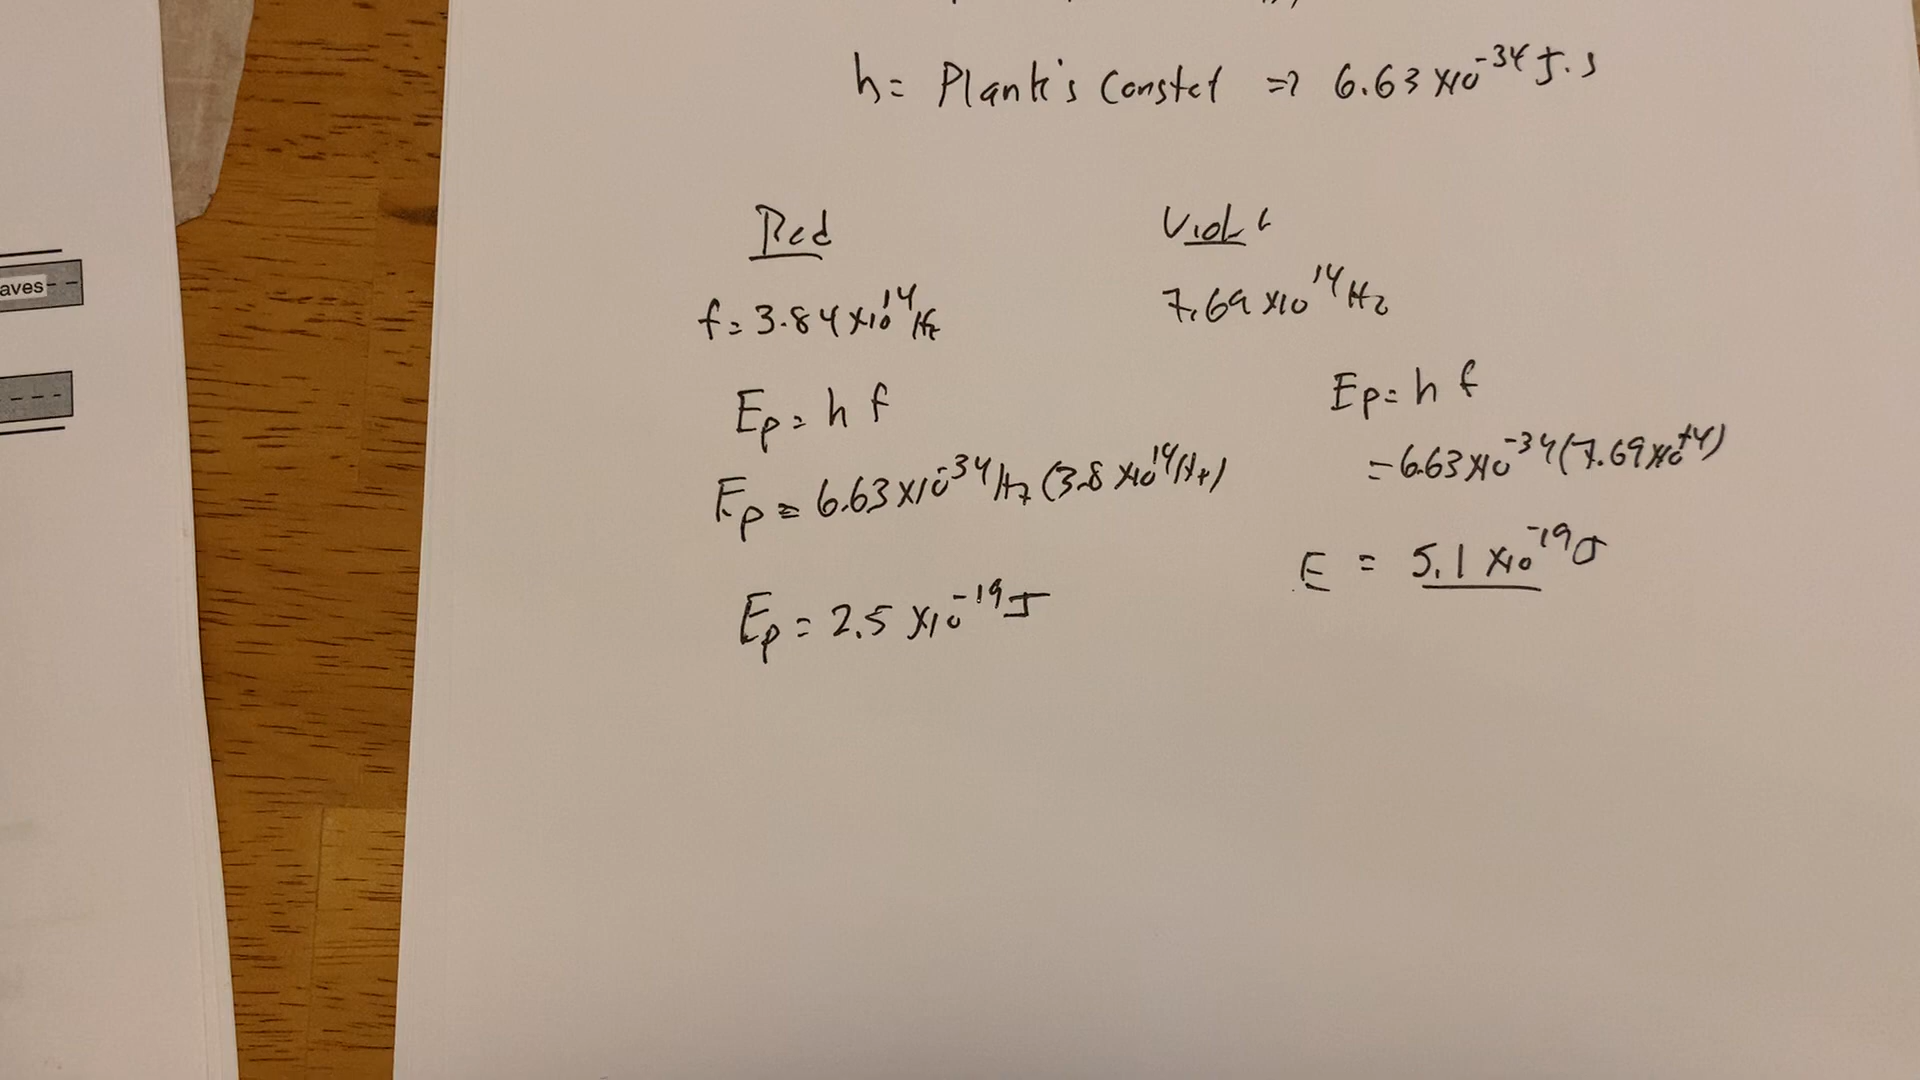 h = Plank's Constct => 6.63 x10^-34 J.s
Red
f = 3.84 x10^14 Hz
Ep = h f
Ep = 6.63 x10^-34 Hz (3.8 x10^14 Hz)
Ep = 2.5 x10^-19 J
Violet
7.69 x10^14 Hz
Ep = h f
= 6.63 x10^-34 (7.69 x10^14)
E = 5.1 x10^-19 J
aves